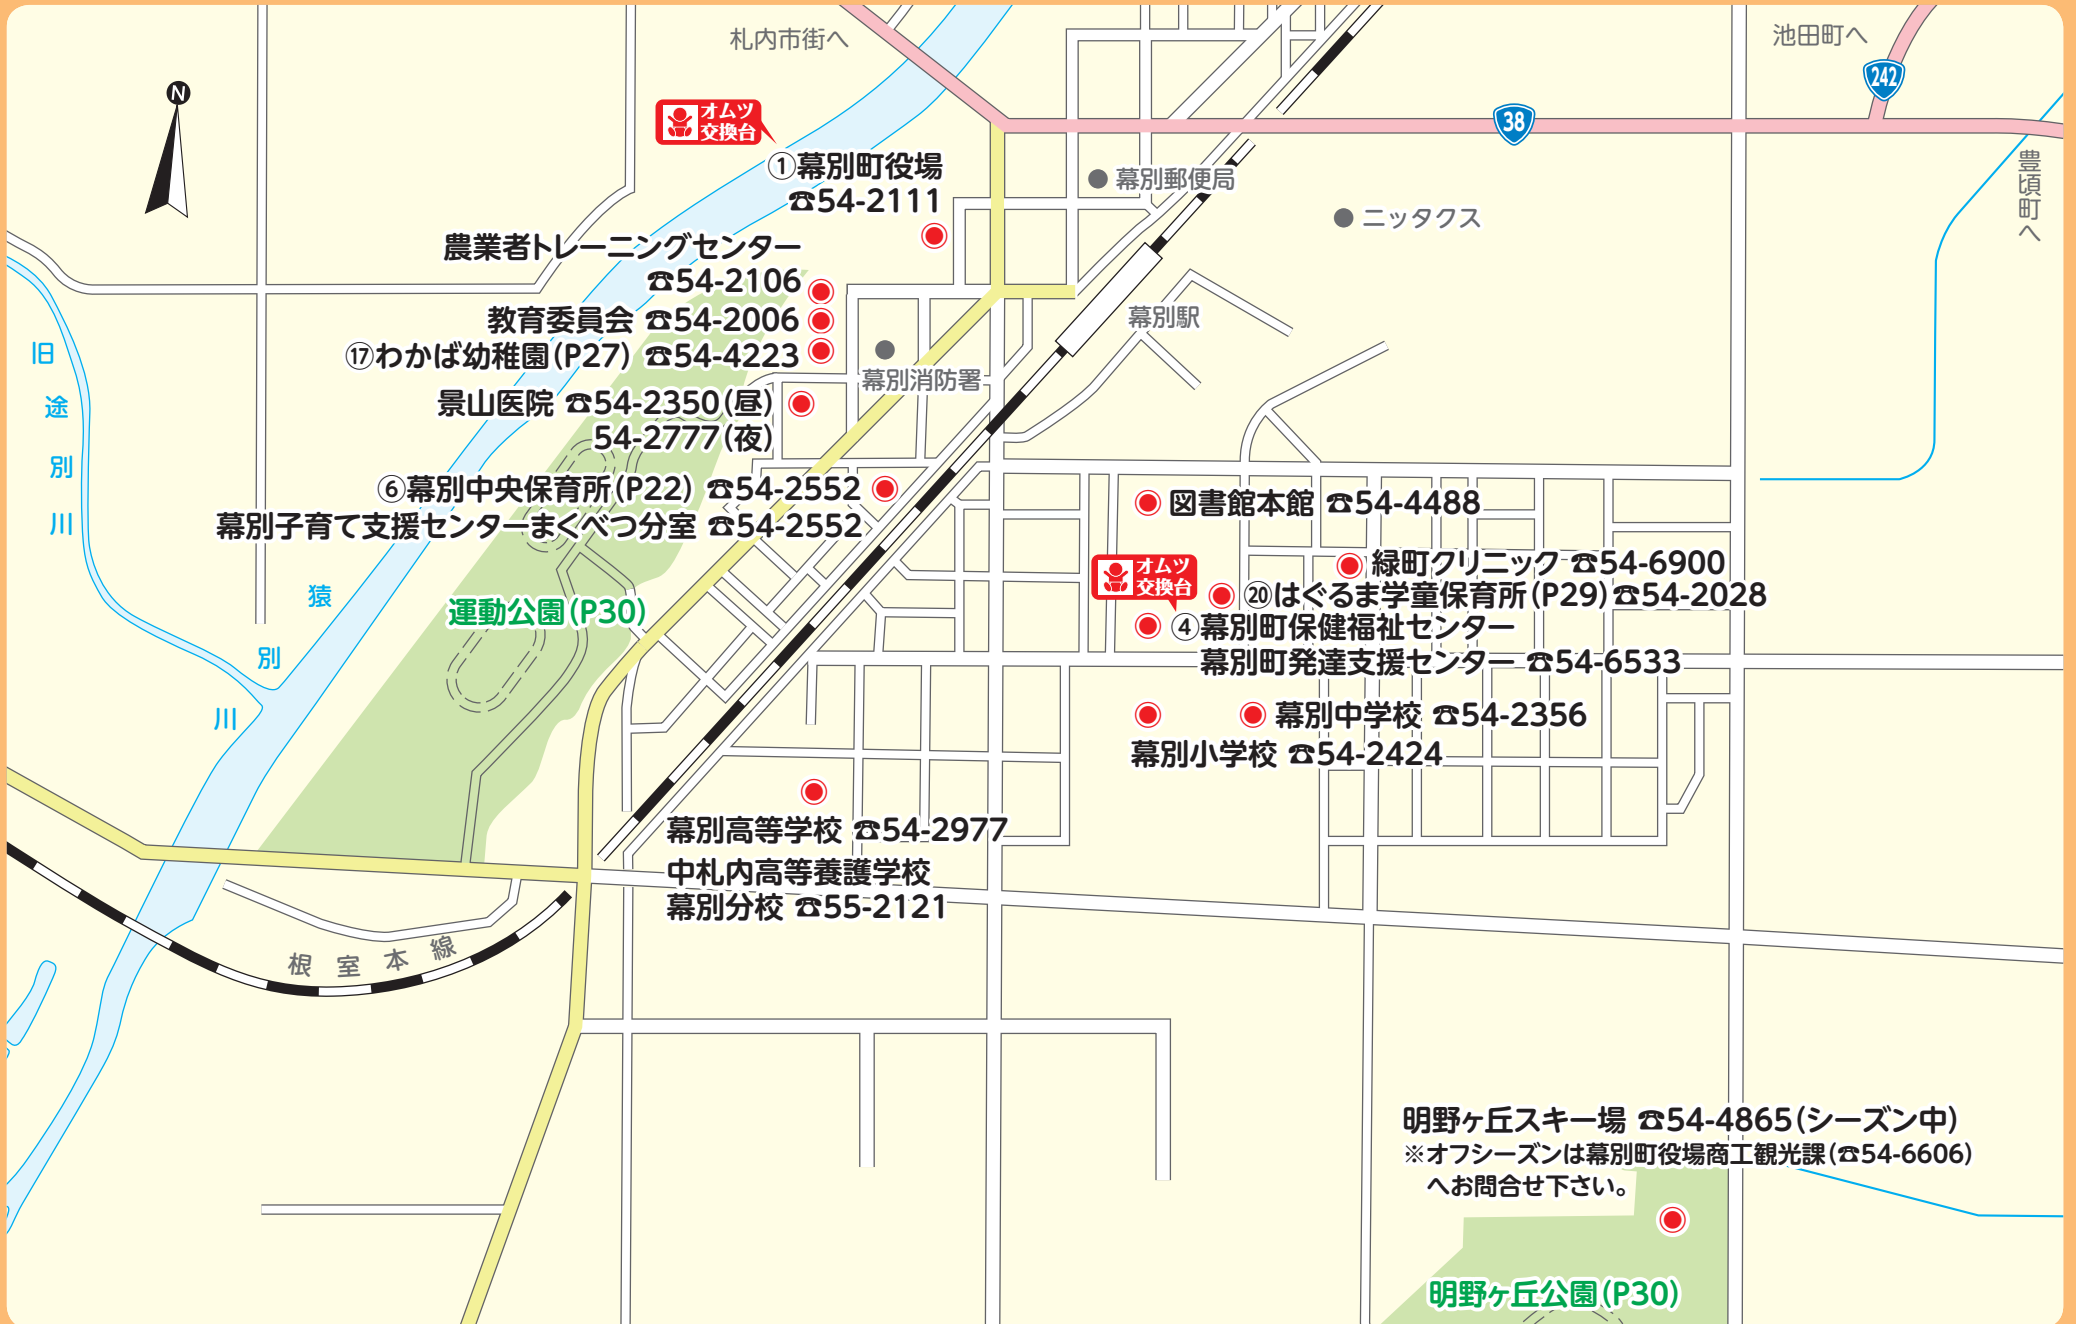 札内市街へ
池田町へ
242
38
N
オムツ
交換台
①幕別町役場
☎54-2111
幕別郵便局
ニッタクス
豊頃町へ
農業者トレーニングセンター
☎54-2106
教育委員会 ☎54-2006
⑰わかば幼稚園(P27) ☎54-4223
幕別駅
幕別消防署
旧途別川
景山医院 ☎54-2350(昼)
54-2777(夜)
⑥幕別中央保育所(P22) ☎54-2552
幕別子育て支援センターまくべつ分室 ☎54-2552
図書館本館 ☎54-4488
緑町クリニック ☎54-6900
オムツ
交換台
⑳はぐるま学童保育所(P29)☎54-2028
④幕別町保健福祉センター
幕別町発達支援センター ☎54-6533
猿別川
運動公園(P30)
幕別中学校 ☎54-2356
幕別小学校 ☎54-2424
幕別高等学校 ☎54-2977
中札内高等養護学校
幕別分校 ☎55-2121
根室本線
明野ヶ丘スキー場 ☎54-4865(シーズン中)
※オフシーズンは幕別町役場商工観光課(☎54-6606)
へお問合せ下さい。
明野ヶ丘公園(P30)